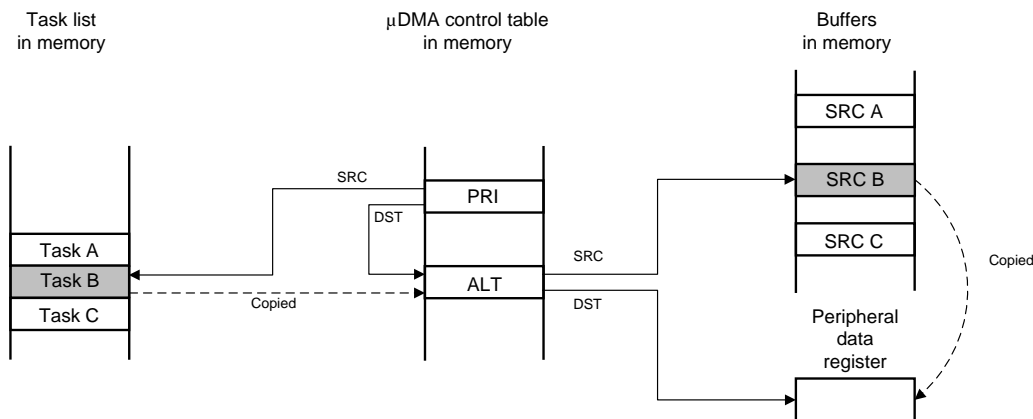 Task list
in memory
µDMA control table
in memory
Buffers
in memory
SRC A
SRC
PRI
SRC B
DST
SRC C
Task A
SRC
Copied
Task B
ALT
Copied
DST
Task C
Peripheral
data
register